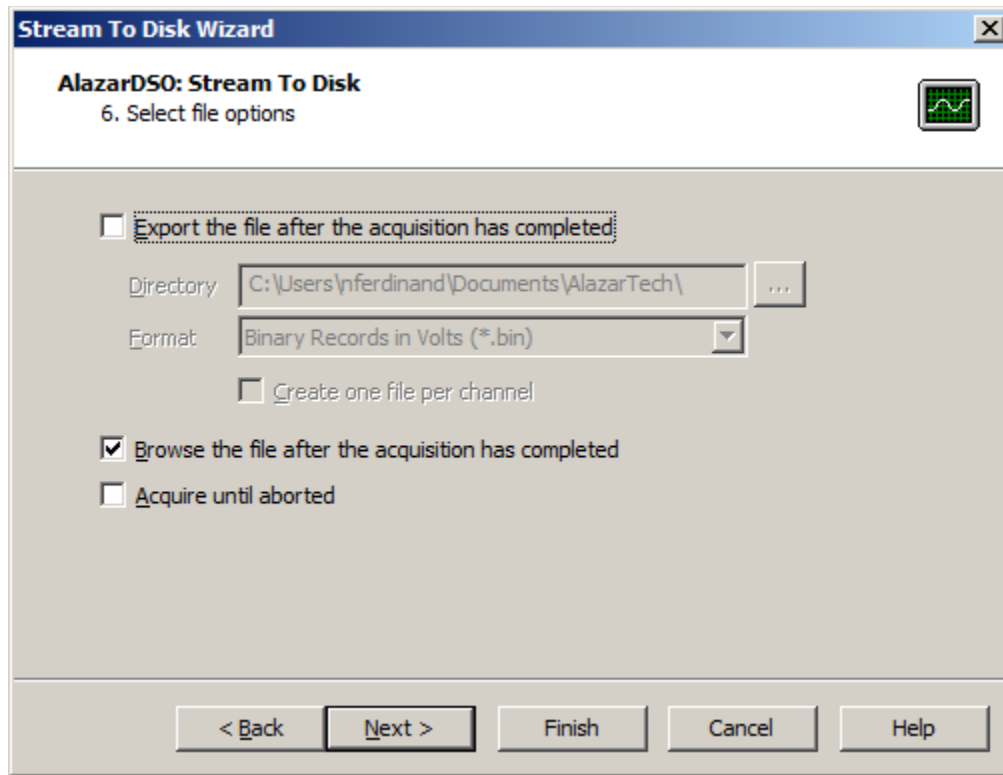 Stream To Disk Wizard
AlazarDSO: Stream To Disk
6. Select file options
Export the file after the acquisition has completed
Directory C:\Users\nferdinand\Documents\AlazarTech\ ...
Format Binary Records in Volts (*.bin)
Create one file per channel
Browse the file after the acquisition has completed
Acquire until aborted
< Back Next > Finish Cancel Help